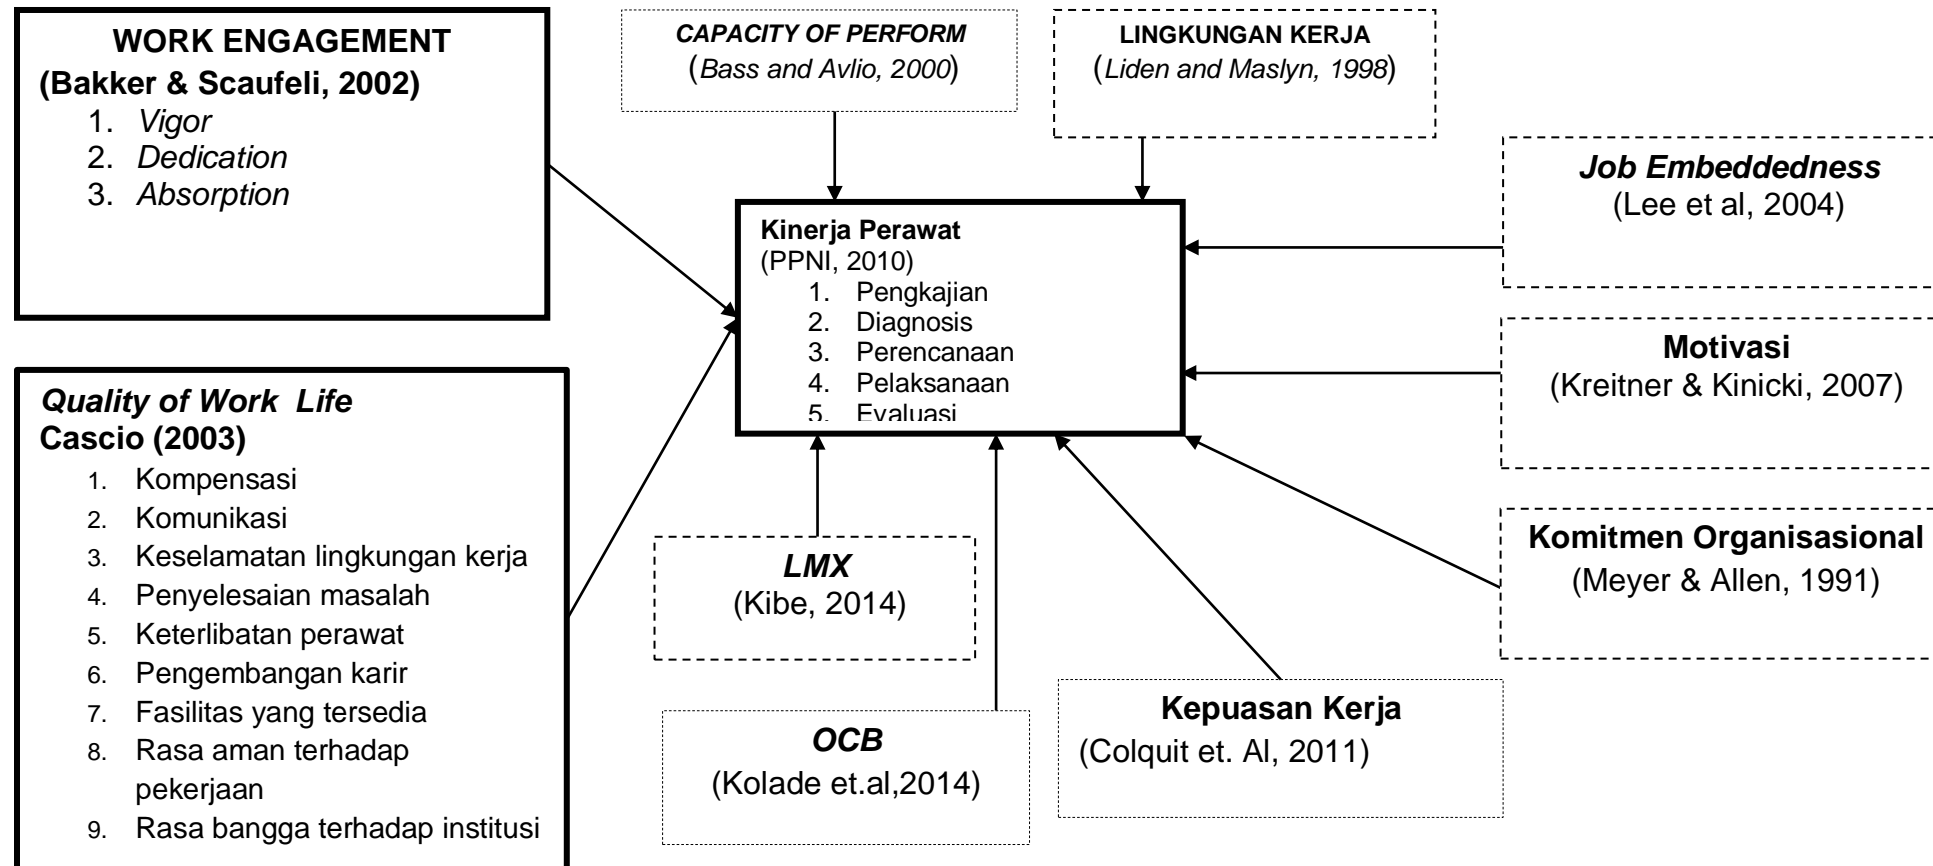 WORK ENGAGEMENT
(Bakker & Scaufeli, 2002)
1. Vigor
2. Dedication
3. Absorption
CAPACITY OF PERFORM
(Bass and Avlio, 2000)
LINGKUNGAN KERJA
(Liden and Maslyn, 1998)
Job Embeddedness
(Lee et al, 2004)
Kinerja Perawat
(PPNI, 2010)
1. Pengkajian
2. Diagnosis
3. Perencanaan
4. Pelaksanaan
5. Evaluasi
Motivasi
(Kreitner & Kinicki, 2007)
Quality of Work Life
Cascio (2003)
1. Kompensasi
2. Komunikasi
3. Keselamatan lingkungan kerja
4. Penyelesaian masalah
5. Keterlibatan perawat
6. Pengembangan karir
7. Fasilitas yang tersedia
8. Rasa aman terhadap
pekerjaan
9. Rasa bangga terhadap institusi
LMX
(Kibe, 2014)
Komitmen Organisasional
(Meyer & Allen, 1991)
OCB
(Kolade et.al,2014)
Kepuasan Kerja
(Colquit et. Al, 2011)